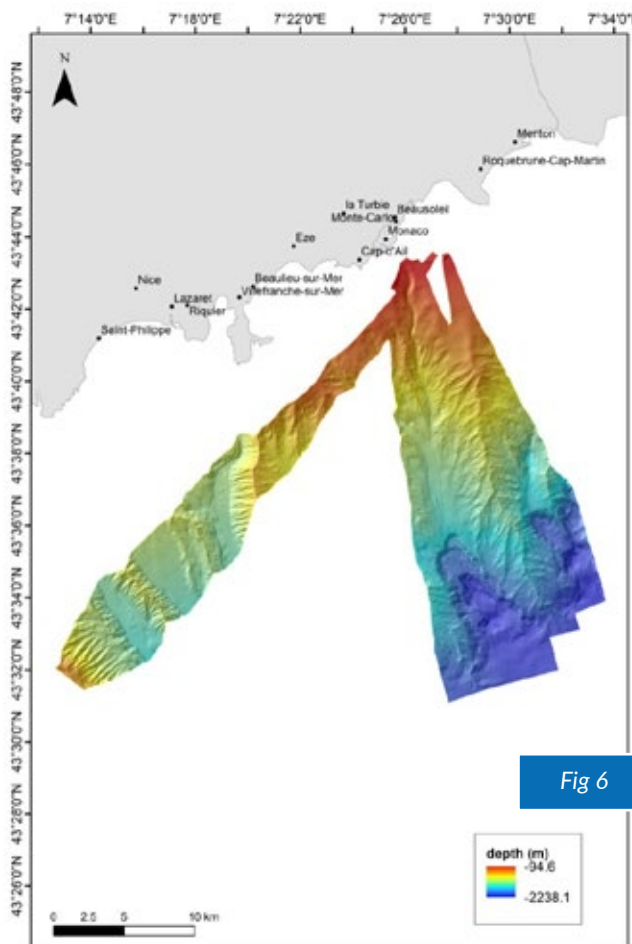 7°14'0"E 7°18'0"E 7°22'0"E 7°26'0"E 7°30'0"E 7°34'0"E
43°48'0"N
43°46'0"N
43°44'0"N
43°42'0"N
43°40'0"N
43°38'0"N
43°36'0"N
43°34'0"N
43°32'0"N
43°30'0"N
43°28'0"N
43°26'0"N
N
Menton
Roquebrune-Cap-Martin
la Turbie
Beausoleil
Monte-Carlo
Monaco
Eze
Cap-d'Ail
Nice
Beaulieu-sur-Mer
Villefranche-sur-Mer
Lazaret
Riquier
Saint-Philippe
Fig 6
depth (m)
-94.6
-2238.1
0 2.5 5 10 km